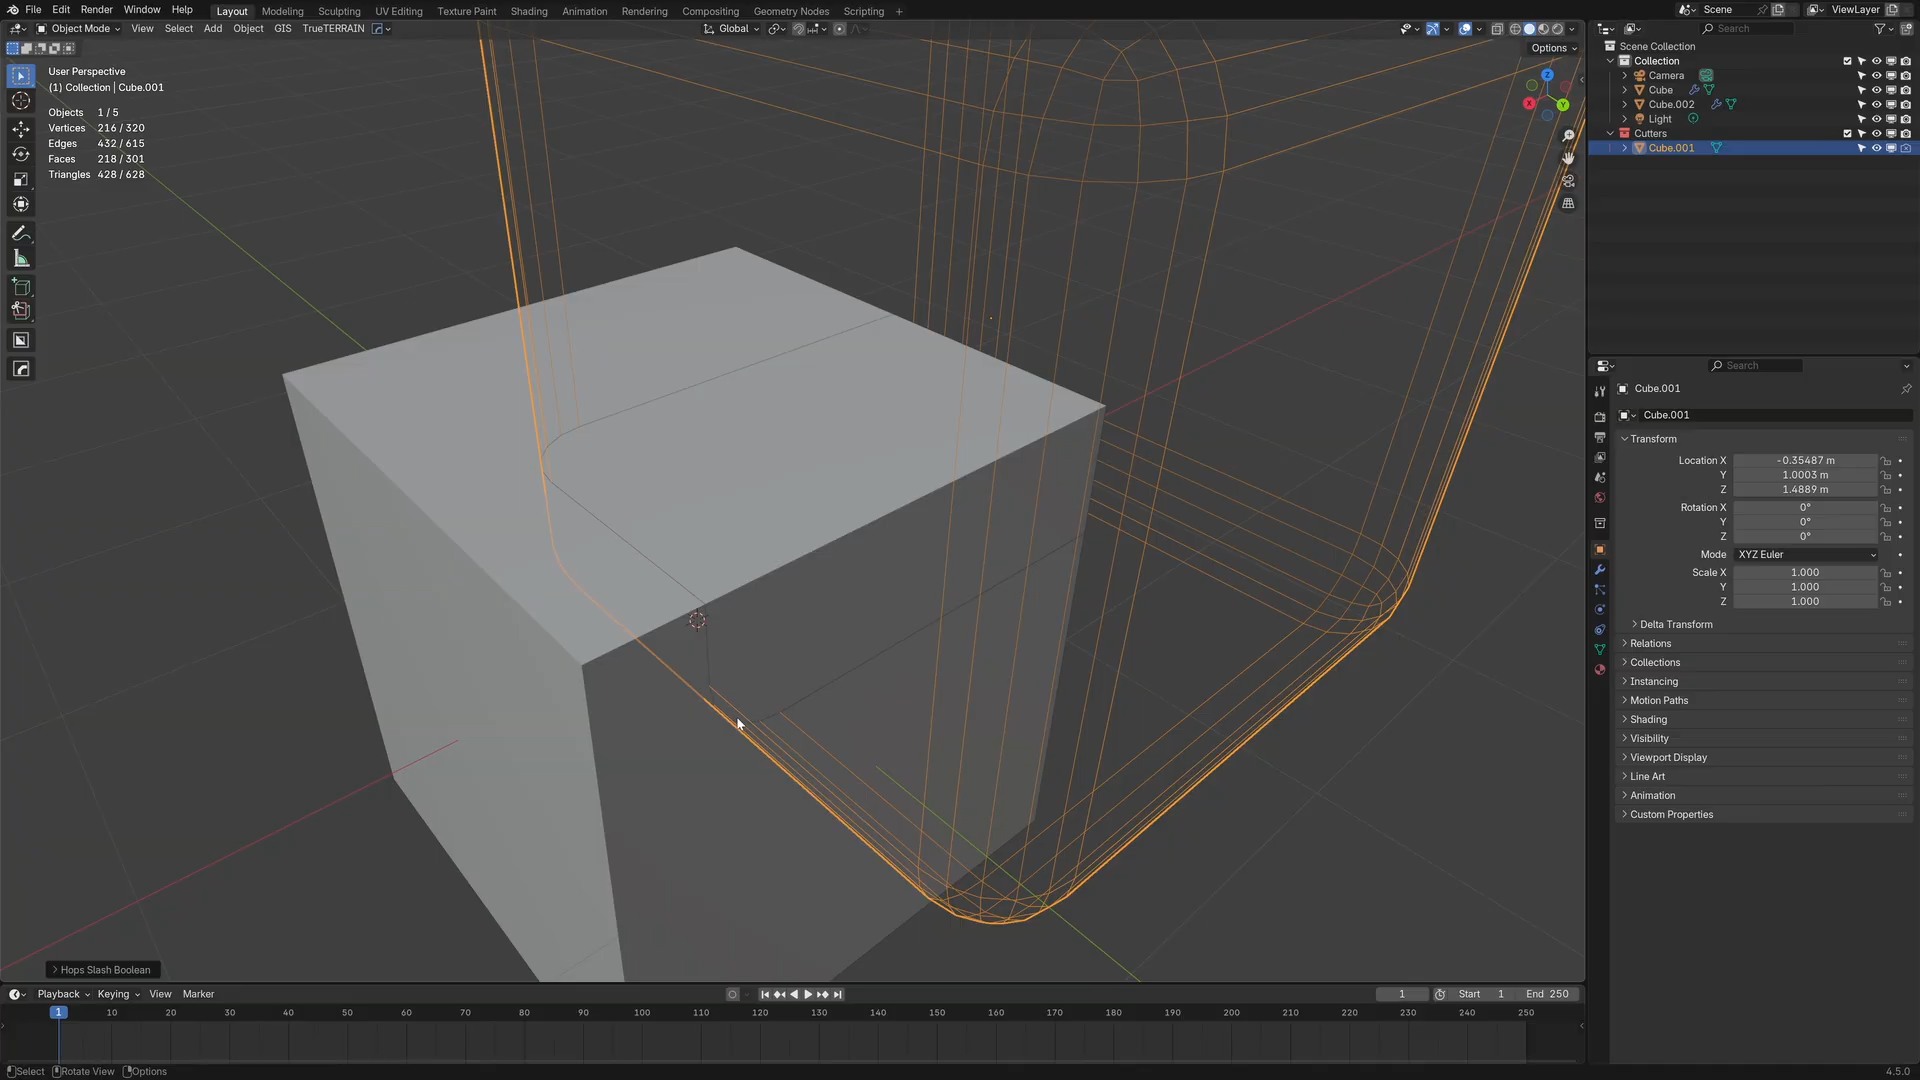 File Edit Render Window Help Layout Modeling Sculpting UV Editing Texture Paint Shading Animation Rendering Compositing Geometry Nodes Scripting + Scene ViewLayer
Object Mode View Select Add Object GIS TrueTERRAIN Global Search
Options
User Perspective
(1) Collection | Cube.001
Objects 1 / 5
Vertices 216 / 320
Edges 432 / 615
Faces 218 / 301
Triangles 428 / 628
Z
X
Y
Scene Collection
Collection
Camera
Cube
Cube.002
Light
Cutters
Cube.001
Search
Cube.001
Cube.001
Transform
Location X -0.35487 m
Y 1.0003 m
Z 1.4889 m
Rotation X 0°
Y 0°
Z 0°
Mode XYZ Euler
Scale X 1.000
Y 1.000
Z 1.000
Delta Transform
Relations
Collections
Instancing
Motion Paths
Shading
Visibility
Viewport Display
Line Art
Animation
Custom Properties
Hops Slash Boolean
Playback Keying View Marker 1 Start 1 End 250
1 10 20 30 40 50 60 70 80 90 100 110 120 130 140 150 160 170 180 190 200 210 220 230 240 250
Select Rotate View Options 4.5.0